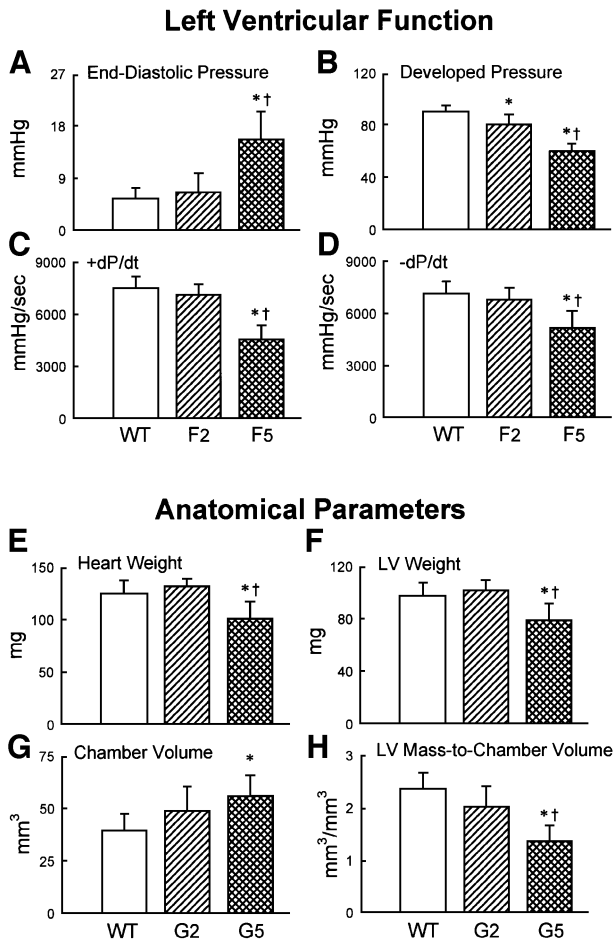 Left Ventricular Function
A
End-Diastolic Pressure
27
18
9
0
mmHg
*†
B
Developed Pressure
120
80
40
0
mmHg
*
*†
C
+dP/dt
9000
6000
3000
0
mmHg/sec
*†
WT F2 F5
D
-dP/dt
9000
6000
3000
0
mmHg/sec
*†
WT F2 F5
Anatomical Parameters
E
Heart Weight
150
100
50
0
mg
*†
F
LV Weight
120
80
40
0
mg
*†
G
Chamber Volume
75
50
25
0
mm³
*
WT G2 G5
H
LV Mass-to-Chamber Volume
3
2
1
0
mm³/mm³
*†
WT G2 G5